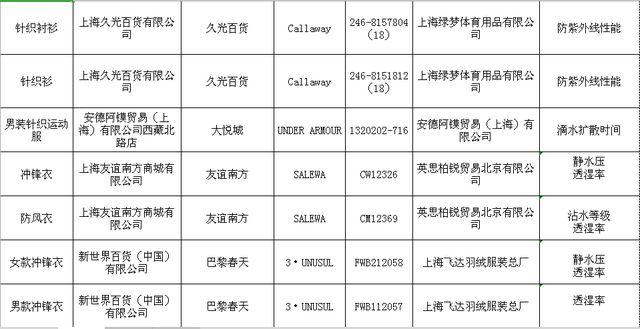 针织衬衫 上海久光百货有限公司 久光百货 Callaway 246-8157804（18） 上海绿梦体育用品有限公司 防紫外线性能
针织衫 上海久光百货有限公司 久光百货 Callaway 246-8151812（18） 上海绿梦体育用品有限公司 防紫外线性能
男装针织运动服 安德阿镆贸易（上海）有限公司西藏北路店 大悦城 UNDER ARMOUR 1320202-716 安德阿镆贸易（上海）有限公司 滴水扩散时间
冲锋衣 上海友谊南方商城有限公司 友谊南方 SALEWA CW12326 英思柏锐贸易北京有限公司 静水压 透湿率
防风衣 上海友谊南方商城有限公司 友谊南方 SALEWA CM12369 英思柏锐贸易北京有限公司 沾水等级 透湿率
女款冲锋衣 新世界百货（中国）有限公司 巴黎春天 3·UNUSUL FWB212058 上海飞达羽绒服装总厂 静水压 透湿率
男款冲锋衣 新世界百货（中国）有限公司 巴黎春天 3·UNUSUL FWB112057 上海飞达羽绒服装总厂 透湿率